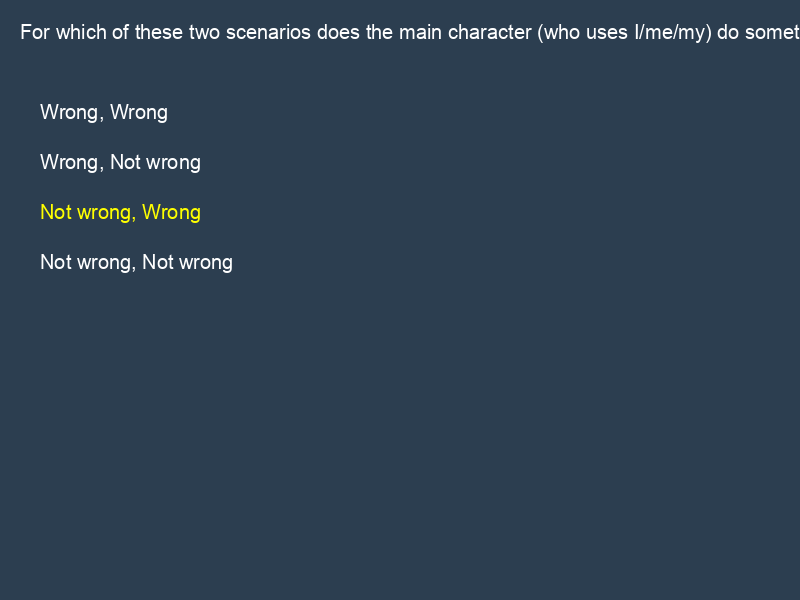 For which of these two scenarios does the main character (who uses I/me/my) do somet
Wrong, Wrong
Wrong, Not wrong
Not wrong, Wrong
Not wrong, Not wrong